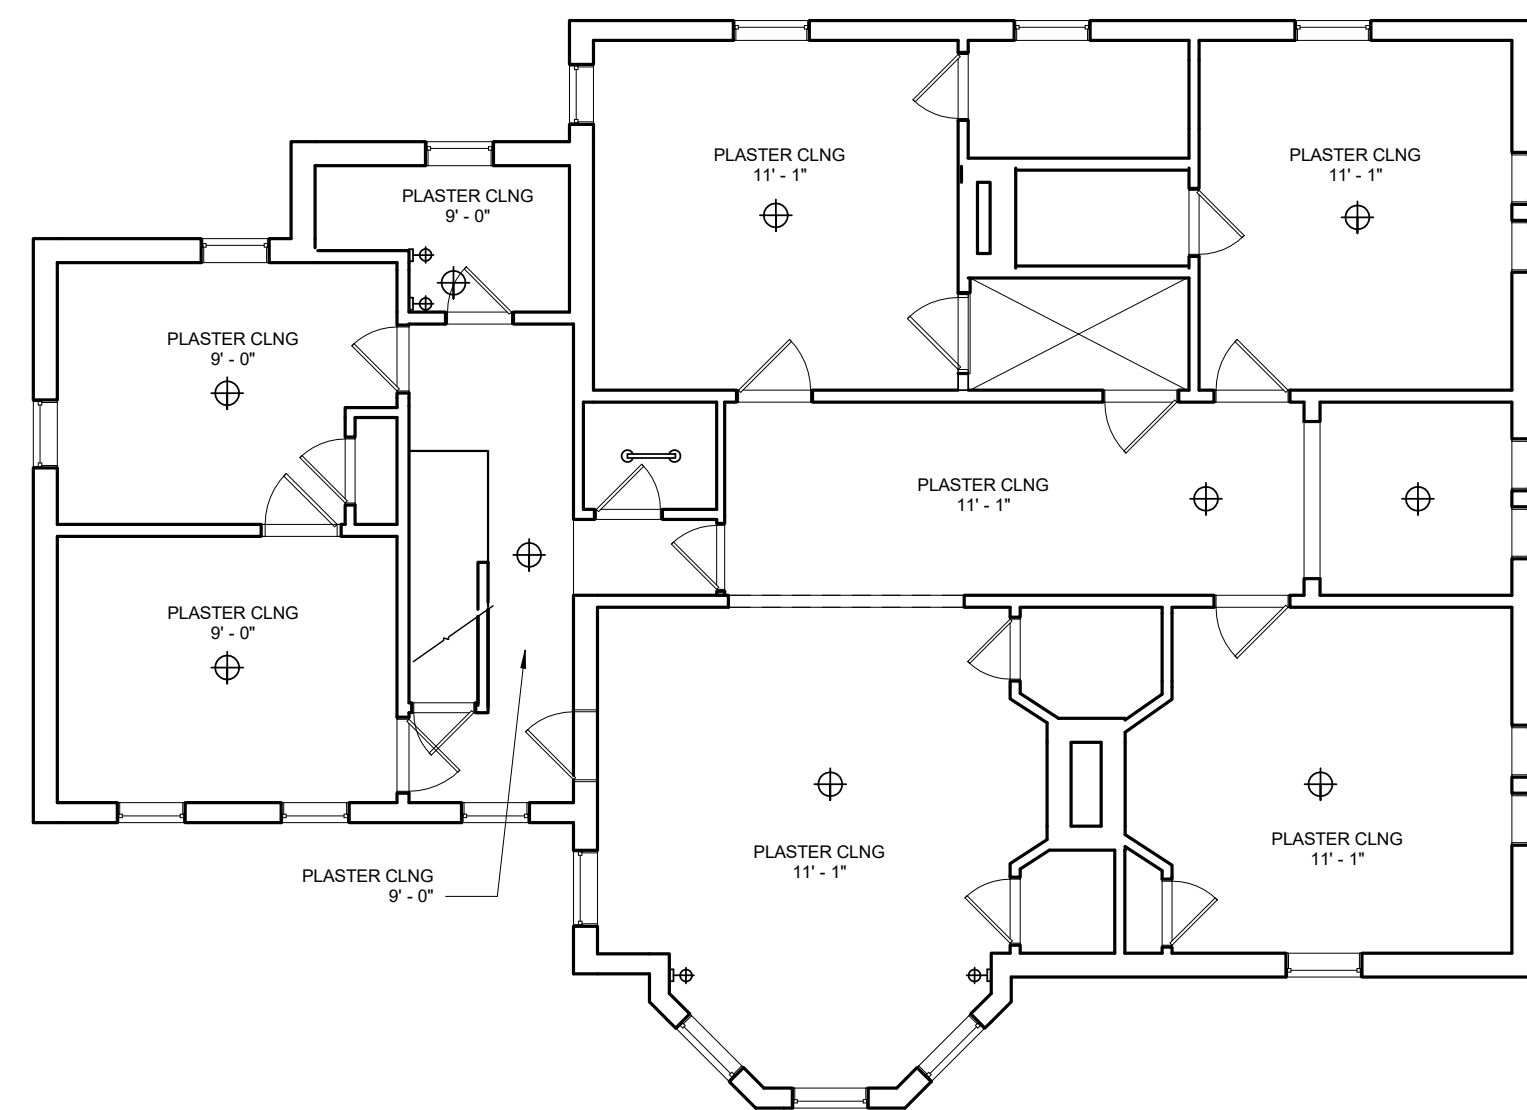 PLASTER CLNG
11' - 1"
PLASTER CLNG
11' - 1"
PLASTER CLNG
9' - 0"
PLASTER CLNG
9' - 0"
PLASTER CLNG
11' - 1"
PLASTER CLNG
9' - 0"
PLASTER CLNG
11' - 1"
PLASTER CLNG
11' - 1"
PLASTER CLNG
9' - 0"